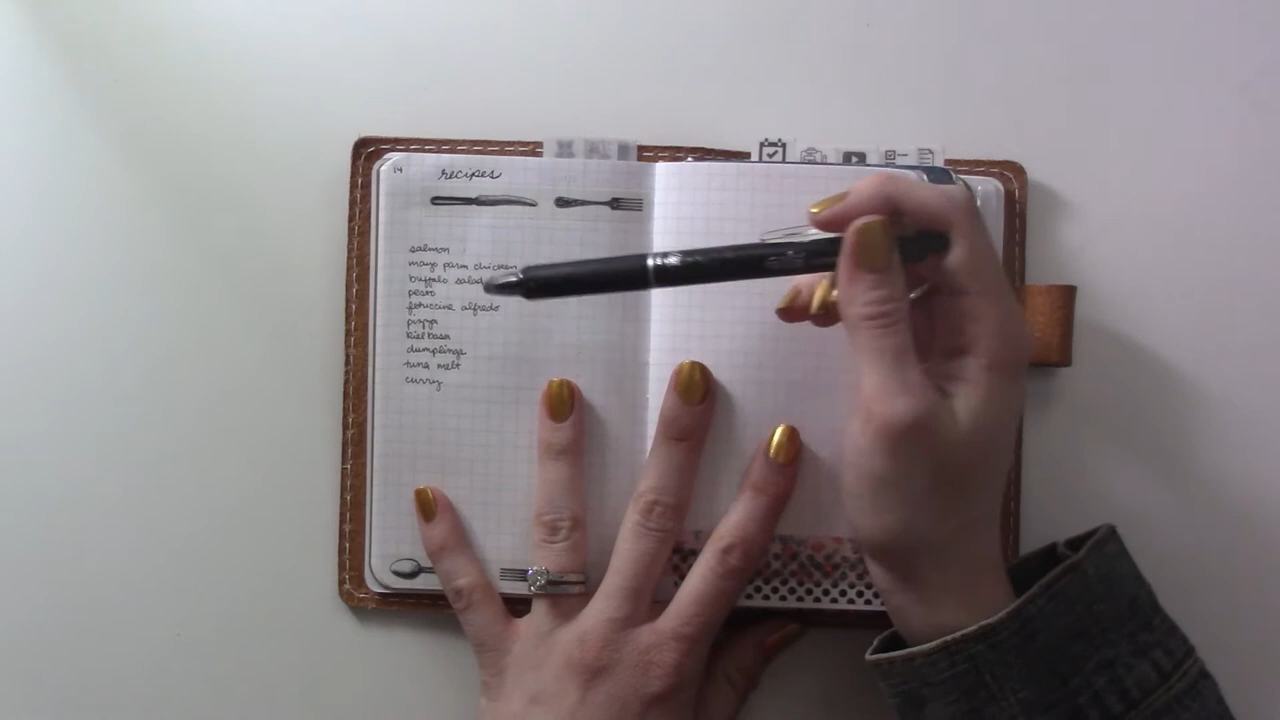 14
recipes
salmon
mayo parm chicken
buffalo salad
pesto
fettuccine alfredo
pizza
kielbasa
dumplings
tuna melt
curry